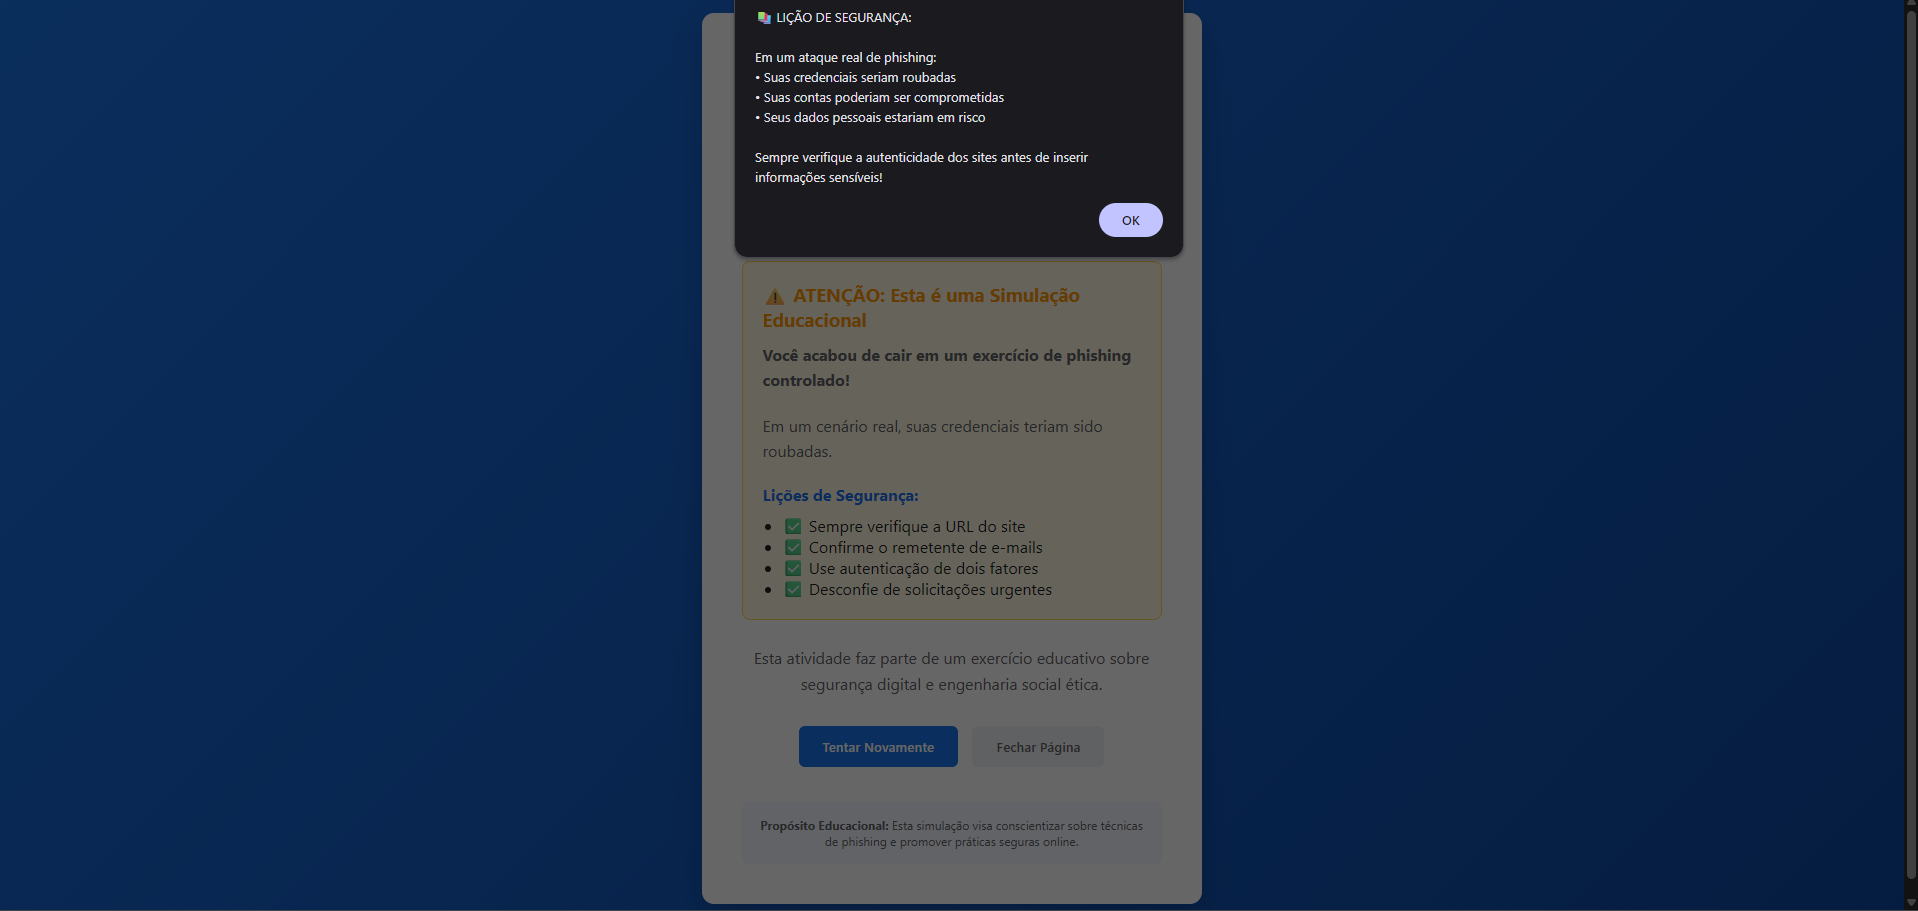 📚 LIÇÃO DE SEGURANÇA:
Em um ataque real de phishing:
• Suas credenciais seriam roubadas
• Suas contas poderiam ser comprometidas
• Seus dados pessoais estariam em risco
Sempre verifique a autenticidade dos sites antes de inserir
informações sensíveis!
OK
⚠️ ATENÇÃO: Esta é uma Simulação
Educacional
Você acabou de cair em um exercício de phishing
controlado!
Em um cenário real, suas credenciais teriam sido
roubadas.
Lições de Segurança:
• ✅ Sempre verifique a URL do site
• ✅ Confirme o remetente de e-mails
• ✅ Use autenticação de dois fatores
• ✅ Desconfie de solicitações urgentes
Esta atividade faz parte de um exercício educativo sobre
segurança digital e engenharia social ética.
Tentar Novamente
Fechar Página
Propósito Educacional: Esta simulação visa conscientizar sobre técnicas
de phishing e promover práticas seguras online.